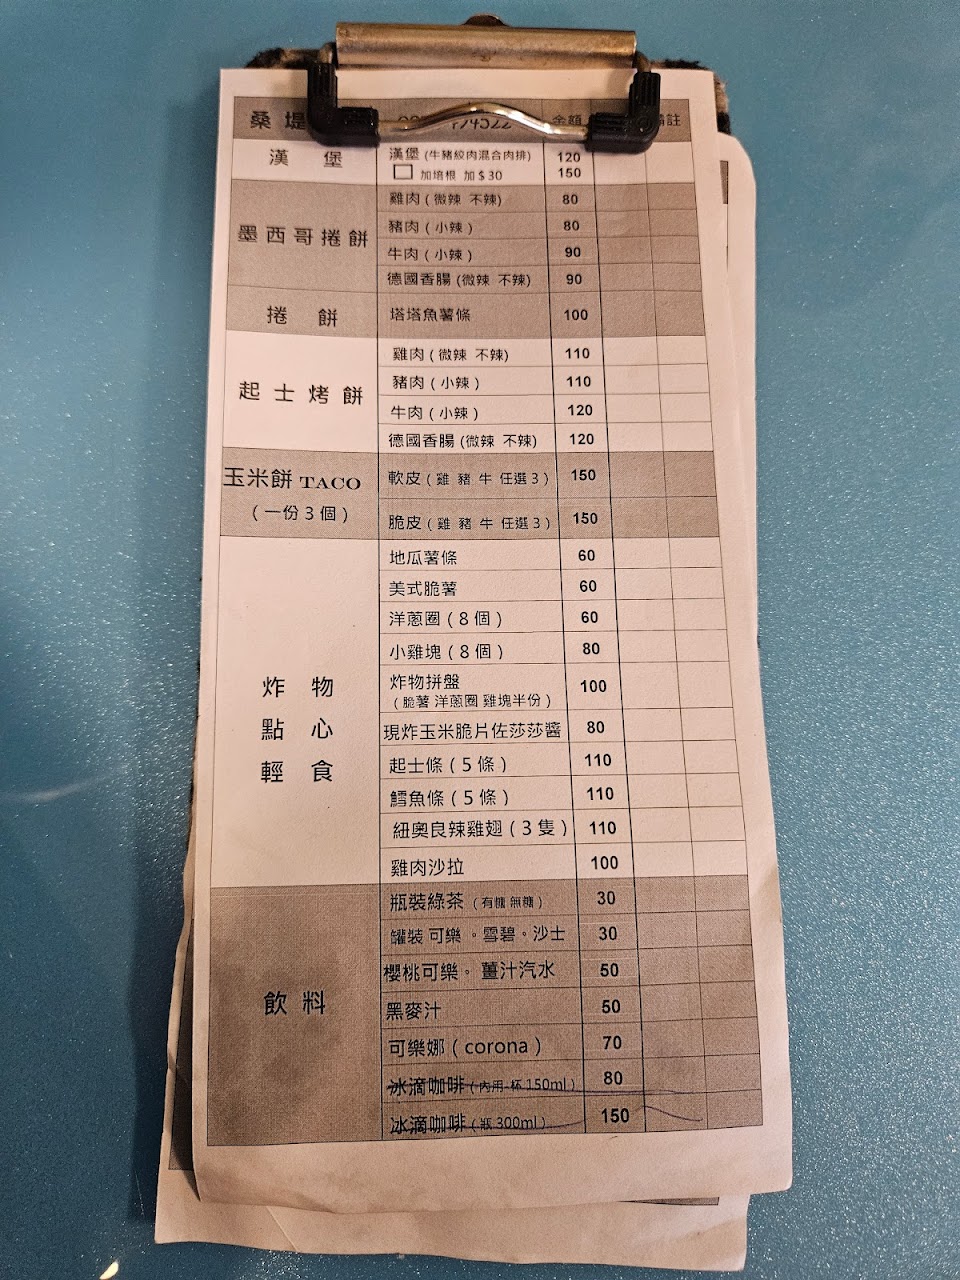 桑 堤 474522 金額 註
漢 堡 漢堡 (牛豬絞肉混合肉排) 120
□ 加培根 加$30 150
墨西哥捲餅 雞肉 (微辣 不辣) 80
豬肉 (小辣) 80
牛肉 (小辣) 90
德國香腸 (微辣 不辣) 90
捲 餅 塔塔魚薯條 100
起士烤餅 雞肉 (微辣 不辣) 110
豬肉 (小辣) 110
牛肉 (小辣) 120
德國香腸 (微辣 不辣) 120
玉米餅 TACO 軟皮 (雞 豬 牛 任選3) 150
(一份3個) 脆皮 (雞 豬 牛 任選3) 150
地瓜薯條 60
美式脆薯 60
洋蔥圈 (8個) 60
小雞塊 (8個) 80
炸物 炸物拼盤 100
(脆薯 洋蔥圈 雞塊半份)
點心 現炸玉米脆片佐莎莎醬 80
輕食 起士條 (5條) 110
鱈魚條 (5條) 110
紐奧良辣雞翅 (3隻) 110
雞肉沙拉 100
瓶裝綠茶 (有糖 無糖) 30
罐裝 可樂。雪碧。沙士 30
櫻桃可樂。薑汁汽水 50
飲料 黑麥汁 50
可樂娜 (corona) 70
冰滴咖啡 (內用-杯 150ml) 80
冰滴咖啡 (瓶 300ml) 150